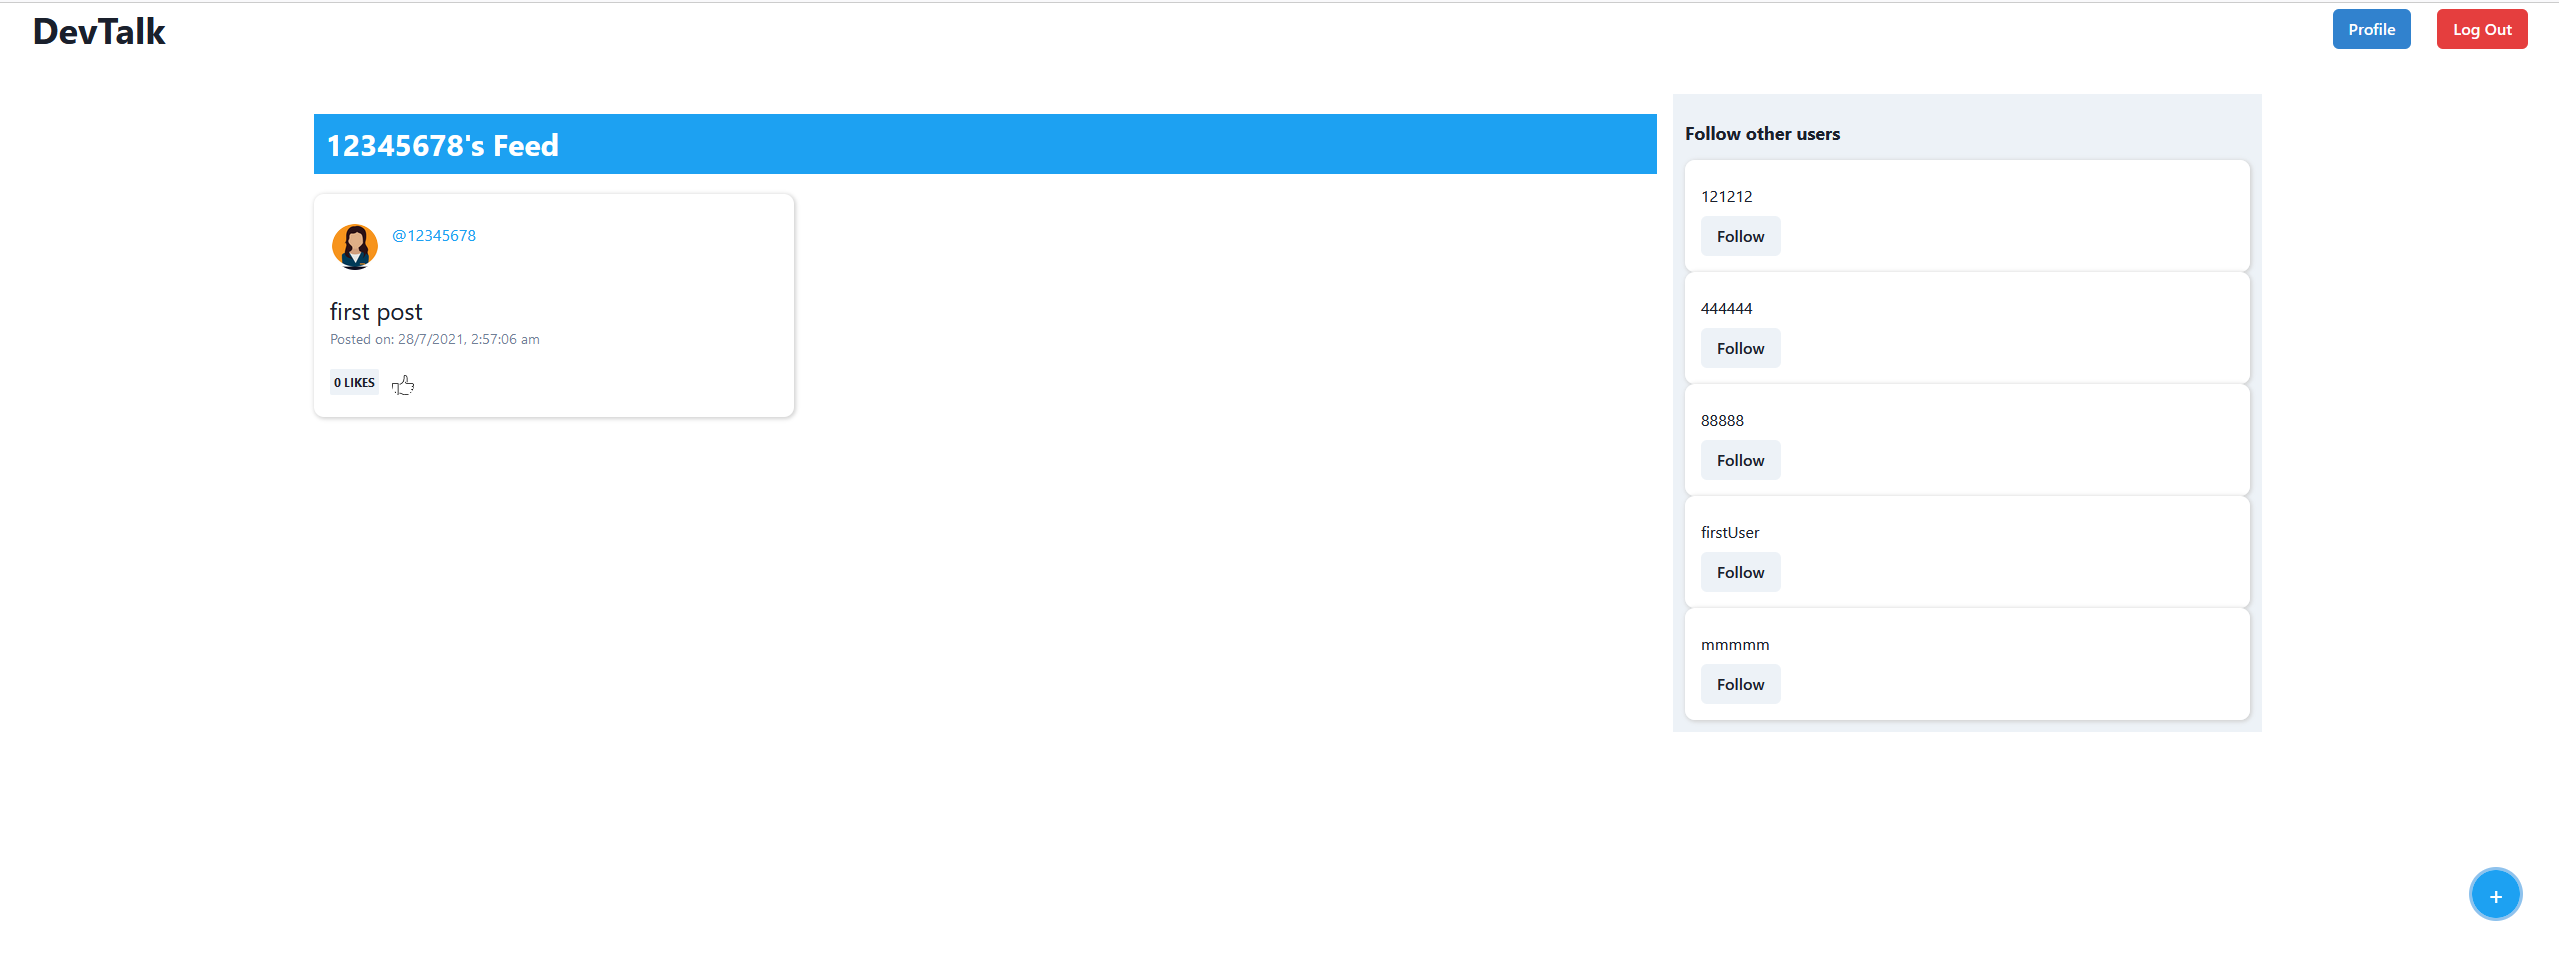 DevTalk
Profile
Log Out
12345678's Feed
@12345678
first post
Posted on: 28/7/2021, 2:57:06 am
0 LIKES
Follow other users
121212
Follow
444444
Follow
88888
Follow
firstUser
Follow
mmmmm
Follow
+